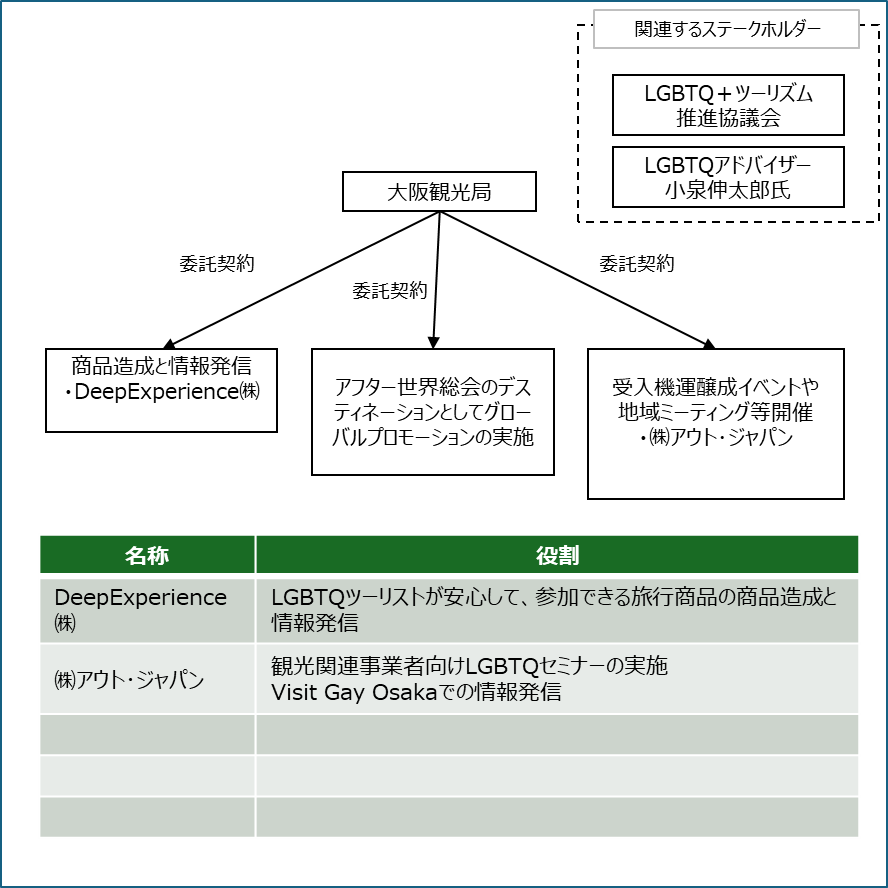 関連するステークホルダー
LGBTQ＋ツーリズム
推進協議会
LGBTQアドバイザー
小泉伸太郎氏
大阪観光局
委託契約
委託契約
委託契約
商品造成と情報発信
・DeepExperience㈱
アフター世界総会のデス
ティネーションとしてグロー
バルプロモーションの実施
受入機運醸成イベントや
地域ミーティング等開催
・㈱アウト・ジャパン
名称
役割
DeepExperience
㈱
LGBTQツーリストが安心して、参加できる旅行商品の商品造成と
情報発信
㈱アウト・ジャパン
観光関連事業者向けLGBTQセミナーの実施
Visit Gay Osakaでの情報発信